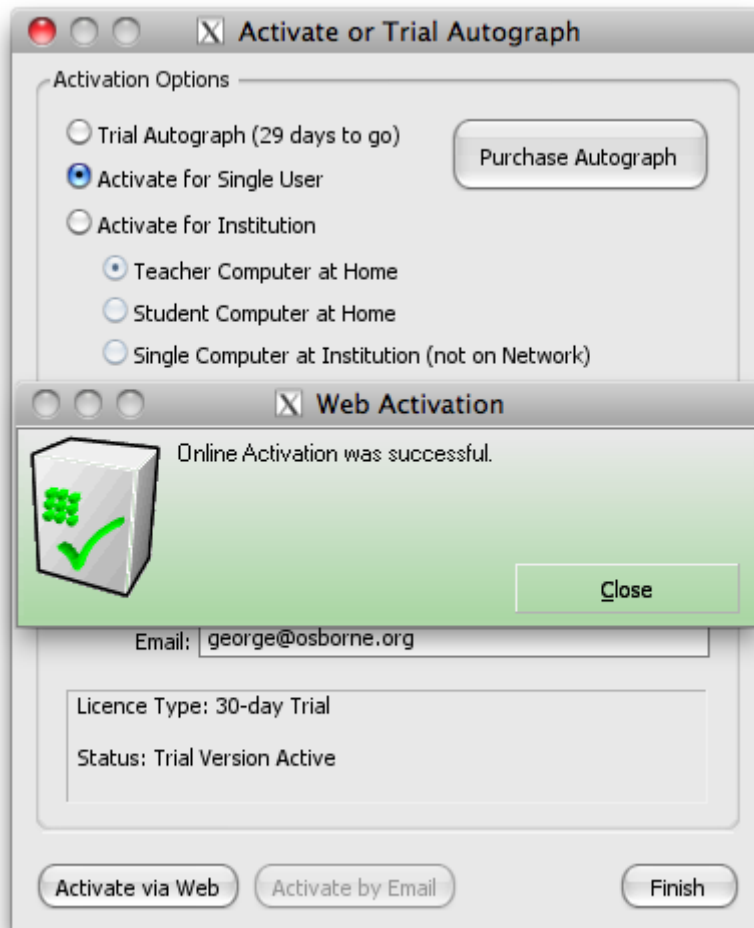 Activate or Trial Autograph
Activation Options
Trial Autograph (29 days to go)
Purchase Autograph
Activate for Single User
Activate for Institution
Teacher Computer at Home
Student Computer at Home
Single Computer at Institution (not on Network)
Web Activation
Online Activation was successful.
Close
Email: george@osborne.org
Licence Type: 30-day Trial
Status: Trial Version Active
Activate via Web Activate by Email Finish